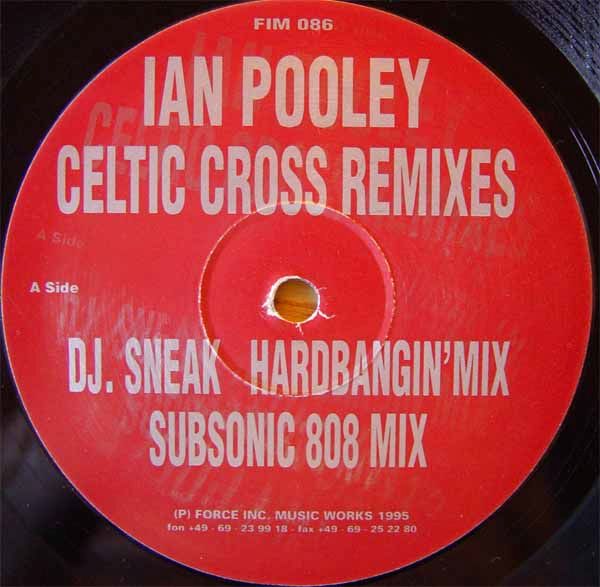 FIM 086
IAN POOLEY
CELTIC CROSS REMIXES
A Side
A Side
DJ. SNEAK HARDBANGIN' MIX
SUBSONIC 808 MIX
(P) FORCE INC. MUSIC WORKS 1995
fon +49 - 69 - 23 99 18 - fax +49 - 69 - 25 22 80